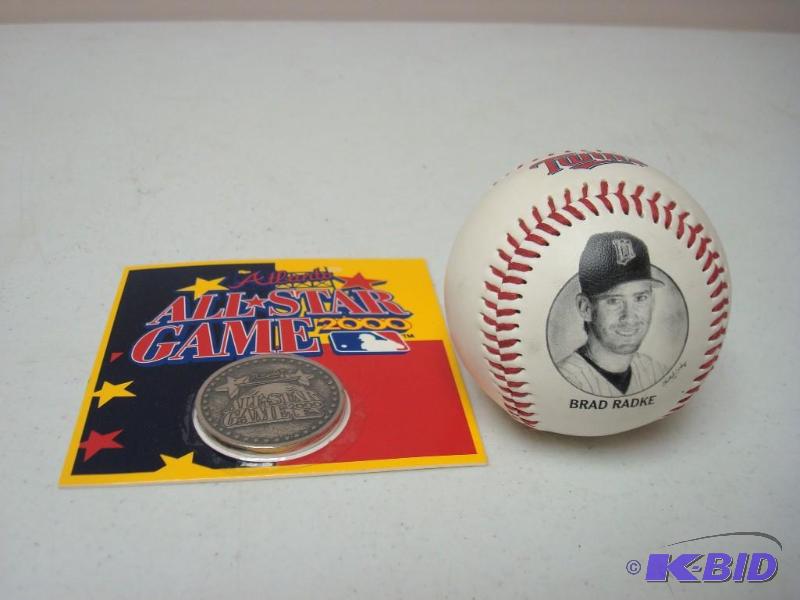 Atlanta
ALL★STAR
GAME 2000
ALL★STAR
GAME
Twins
BRAD RADKE
© K-BID